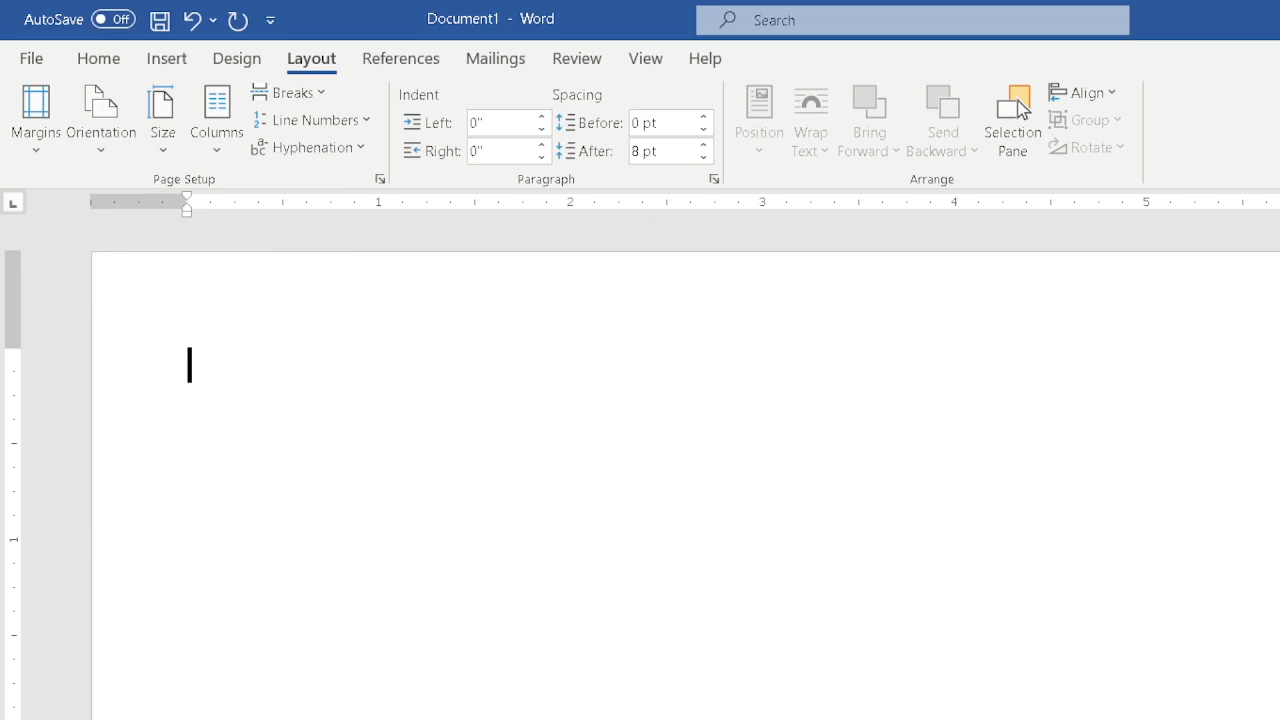 AutoSave Off Document1 - Word Search
File Home Insert Design Layout References Mailings Review View Help
Margins Orientation Size Columns
Breaks
Line Numbers
Hyphenation
Page Setup
Indent Spacing
Left: 0" Before: 0 pt
Right: 0" After: 8 pt
Paragraph
Position
Wrap
Text
Bring
Forward
Send
Backward
Selection
Pane
Align
Group
Rotate
Arrange
1 2 3 4 5
1